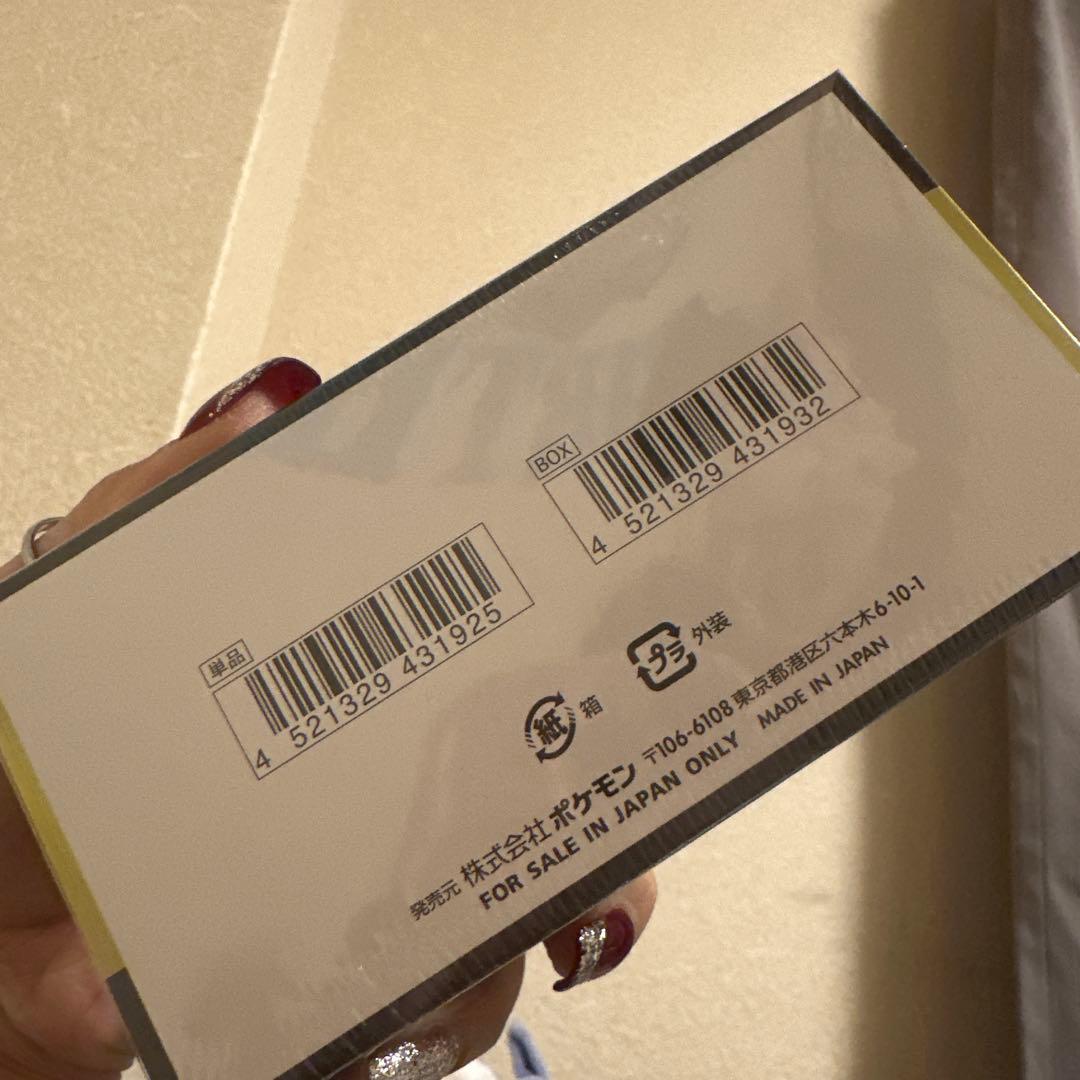 単品
4 521329 431925
BOX
4 521329 431932
紙 箱
プラ 外装
発売元 株式会社 ポケモン 〒106-6108 東京都港区六本木6-10-1
FOR SALE IN JAPAN ONLY MADE IN JAPAN